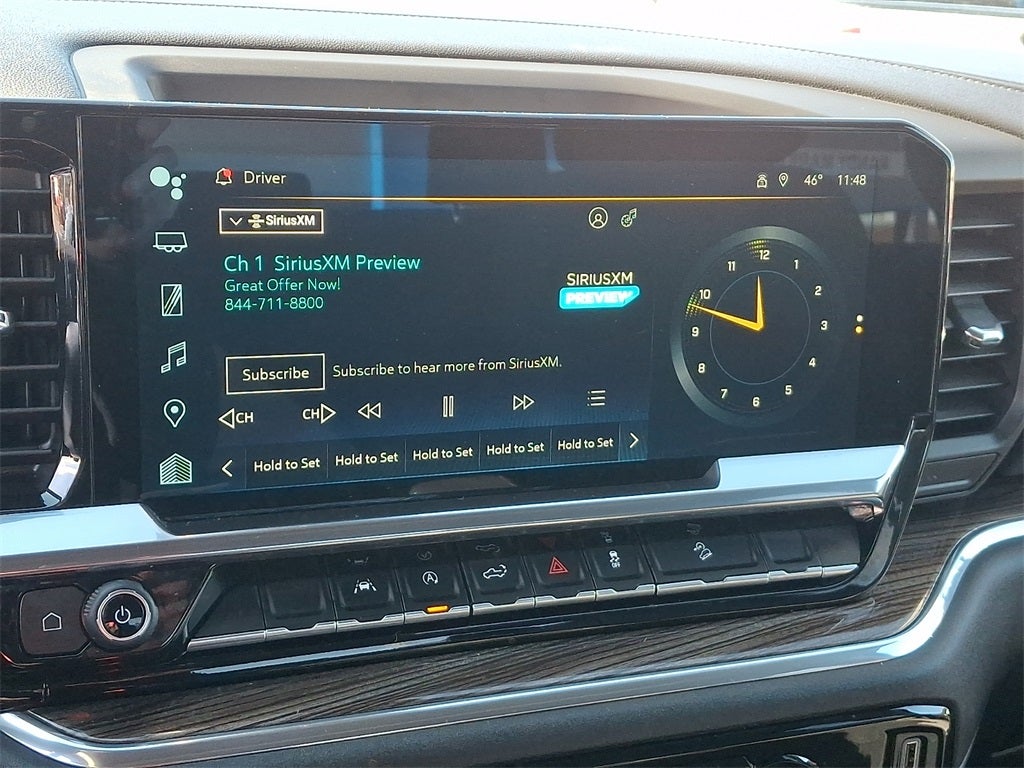 Driver
46° 11:48
SiriusXM
Ch 1 SiriusXM Preview
Great Offer Now!
844-711-8800
SIRIUSXM
PREVIEW
12
1
2
3
4
5
6
7
8
9
10
11
Subscribe Subscribe to hear more from SiriusXM.
CH CH
Hold to Set Hold to Set Hold to Set Hold to Set Hold to Set
A
OFF